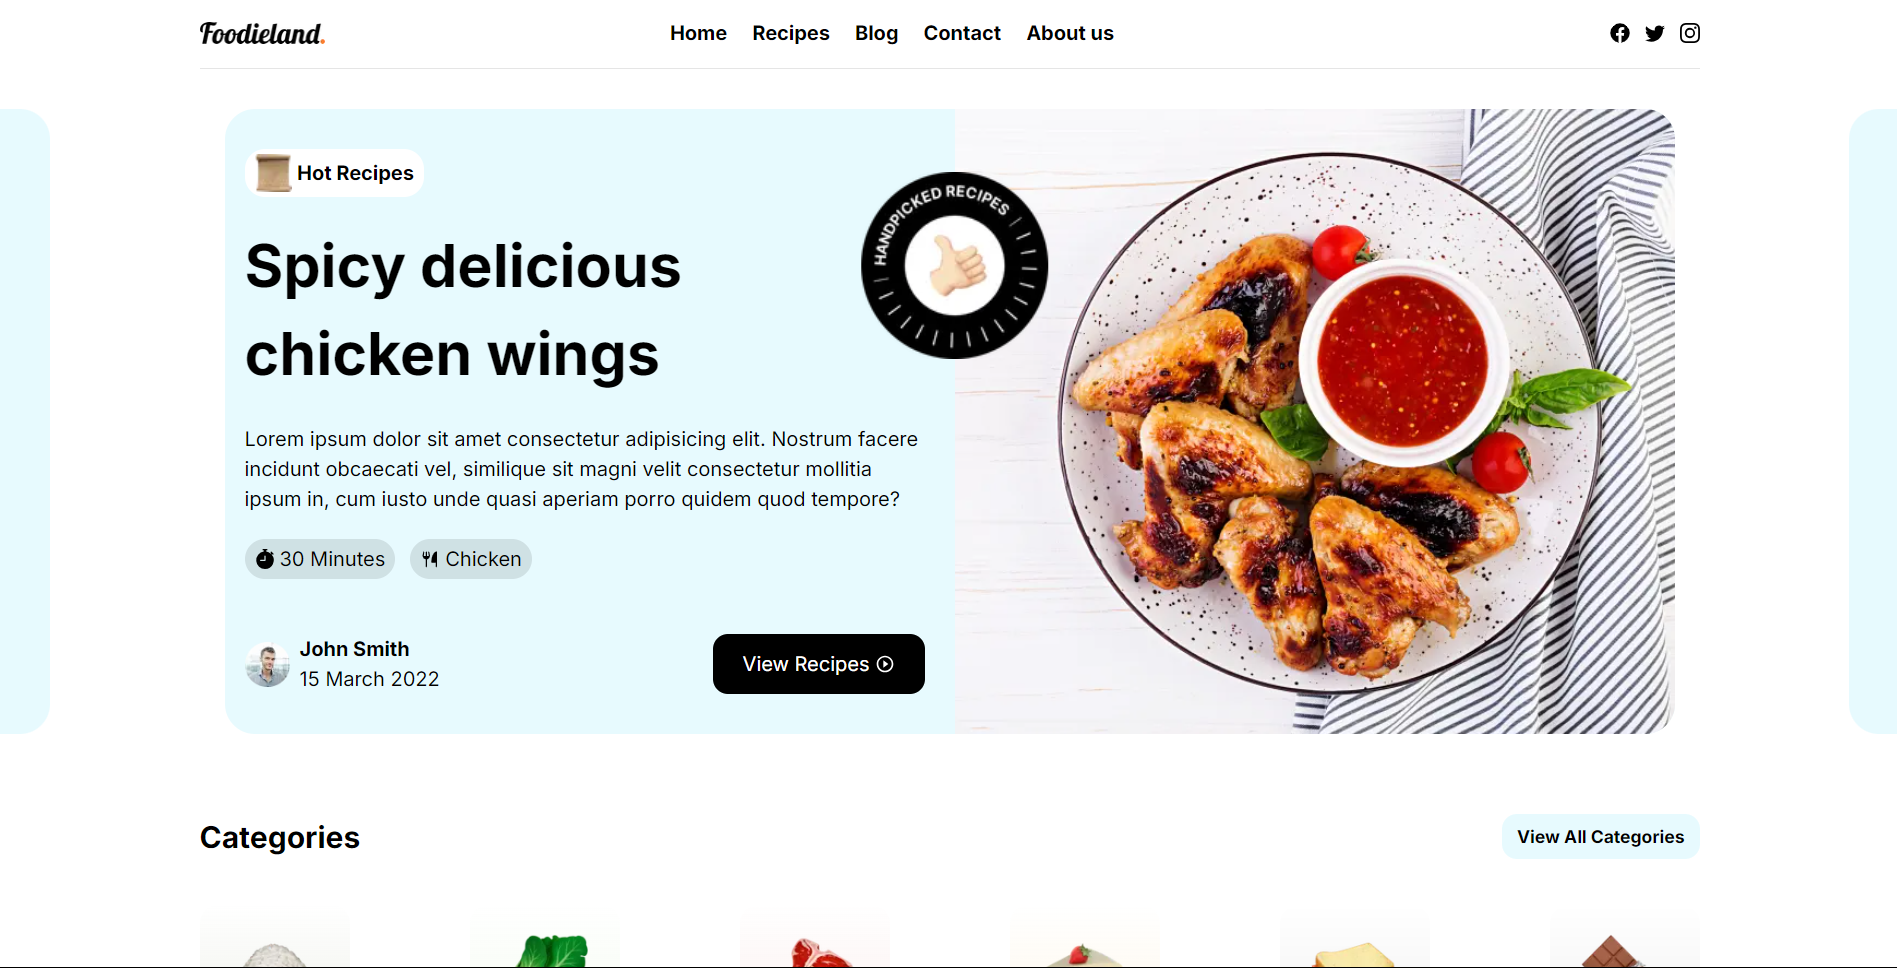 Foodieland.
Home Recipes Blog Contact About us
Hot Recipes
HANDPICKED RECIPES
Spicy delicious
chicken wings
Lorem ipsum dolor sit amet consectetur adipisicing elit. Nostrum facere
incidunt obcaecati vel, similique sit magni velit consectetur mollitia
ipsum in, cum iusto unde quasi aperiam porro quidem quod tempore?
30 Minutes Chicken
John Smith
15 March 2022
View Recipes
Categories
View All Categories